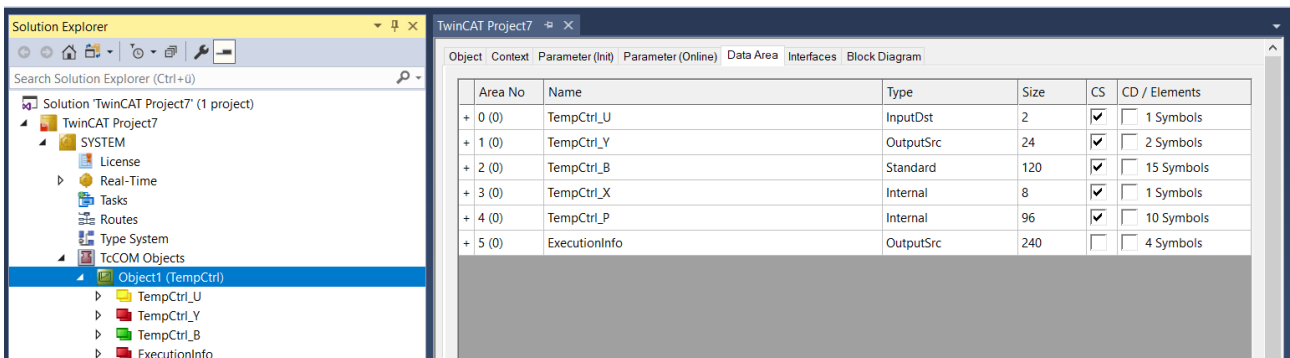 Solution Explorer
Search Solution Explorer (Ctrl+ü)
Solution 'TwinCAT Project7' (1 project)
TwinCAT Project7
SYSTEM
License
Real-Time
Tasks
Routes
Type System
TcCOM Objects
Object1 (TempCtrl)
TempCtrl_U
TempCtrl_Y
TempCtrl_B
ExecutionInfo
TwinCAT Project7
Object Context Parameter (Init) Parameter (Online) Data Area Interfaces Block Diagram
Area No Name Type Size CS CD / Elements
+ 0 (0) TempCtrl_U InputDst 2 1 Symbols
+ 1 (0) TempCtrl_Y OutputSrc 24 2 Symbols
+ 2 (0) TempCtrl_B Standard 120 15 Symbols
+ 3 (0) TempCtrl_X Internal 8 1 Symbols
+ 4 (0) TempCtrl_P Internal 96 10 Symbols
+ 5 (0) ExecutionInfo OutputSrc 240 4 Symbols